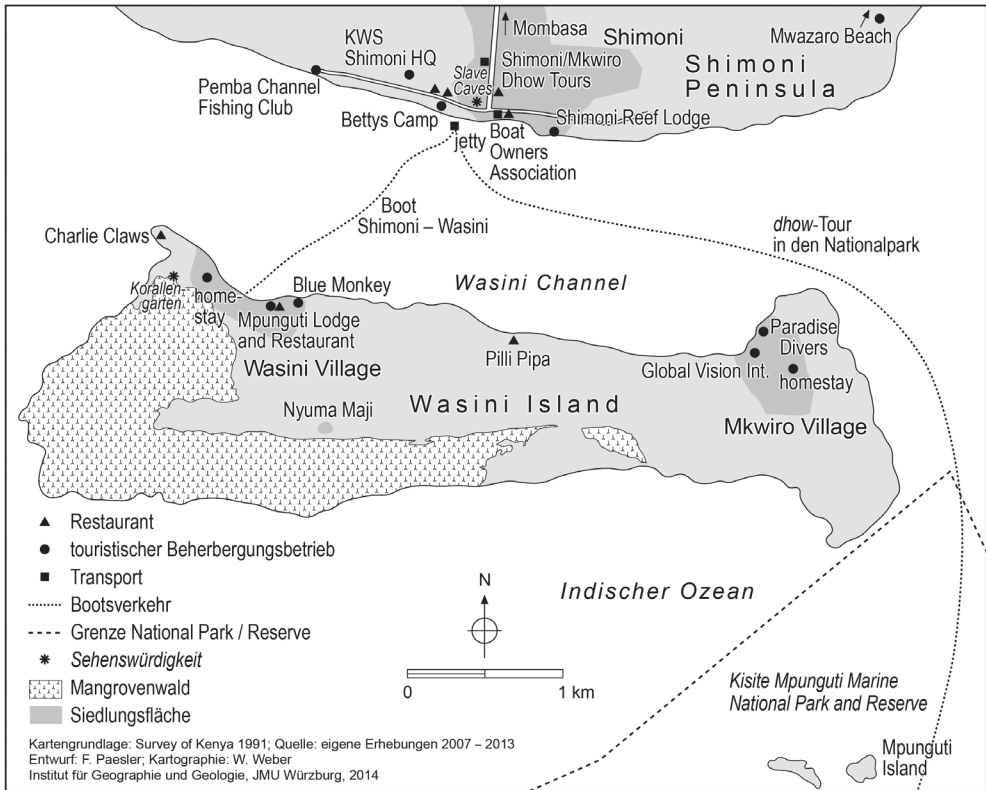 Mombasa
Mwazaro Beach
KWS
Shimoni HQ
Shimoni
Slave
Caves
Shimoni/Mkwiro
Dhow Tours
Shimoni
Peninsula
Pemba Channel
Fishing Club
Bettys Camp
Shimoni Reef Lodge
jetty
Boat
Owners
Association
Boot
Shimoni – Wasini
dhow-Tour
in den Nationalpark
Charlie Claws
Wasini Channel
Korallen-
garten
home-
stay
Blue Monkey
Mpunguti Lodge
and Restaurant
Wasini Village
Pilli Pipa
Paradise
Divers
Global Vision Int.
homestay
Nyuma Maji
Wasini Island
Mkwiro Village
Restaurant
touristischer Beherbergungsbetrieb
Transport
Bootsverkehr
Grenze National Park / Reserve
Sehenswürdigkeit
Mangrovenwald
Siedlungsfläche
N
0 1 km
Indischer Ozean
Kisite Mpunguti Marine
National Park and Reserve
Mpunguti
Island
Kartengrundlage: Survey of Kenya 1991; Quelle: eigene Erhebungen 2007 – 2013
Entwurf: F. Paesler; Kartographie: W. Weber
Institut für Geographie und Geologie, JMU Würzburg, 2014